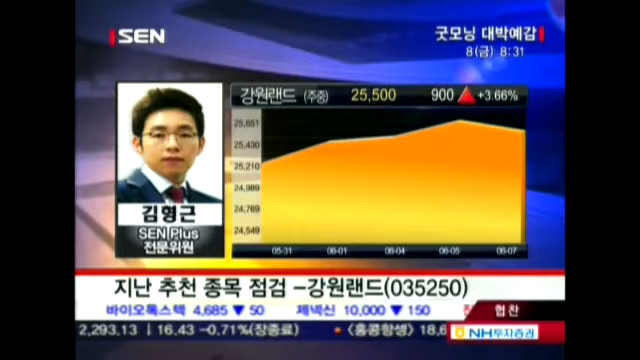 SEN
굿모닝 대박예감
8(금) 8:31
강원랜드 (주중) 25,500 900 ▲ +3.66%
25,651
25,430
25,210
24,989
24,769
24,549
05-31 06-01 06-04 06-05 06-07
김형근
SEN Plus
전문위원
지난 추천 종목 점검 -강원랜드(035250)
바이오톡스텍 4,685 ▼ 50 제넥신 10,000 ▼ 150
협찬
2,293.13 16.43 -0.71%(장종료) <홍콩항생> 18,6
NH투자증권